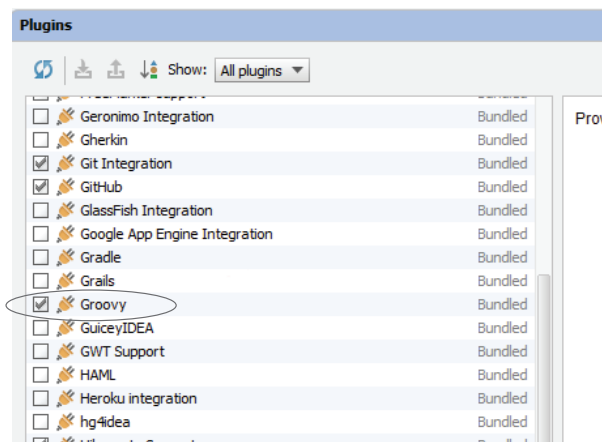 Plugins
Show: All plugins
Geronimo Integration Bundled
Prov
Gherkin Bundled
Git Integration Bundled
GitHub Bundled
GlassFish Integration Bundled
Google App Engine Integration Bundled
Gradle Bundled
Grails Bundled
Groovy Bundled
GuiceyIDEA Bundled
GWT Support Bundled
HAML Bundled
Heroku integration Bundled
hg4idea Bundled